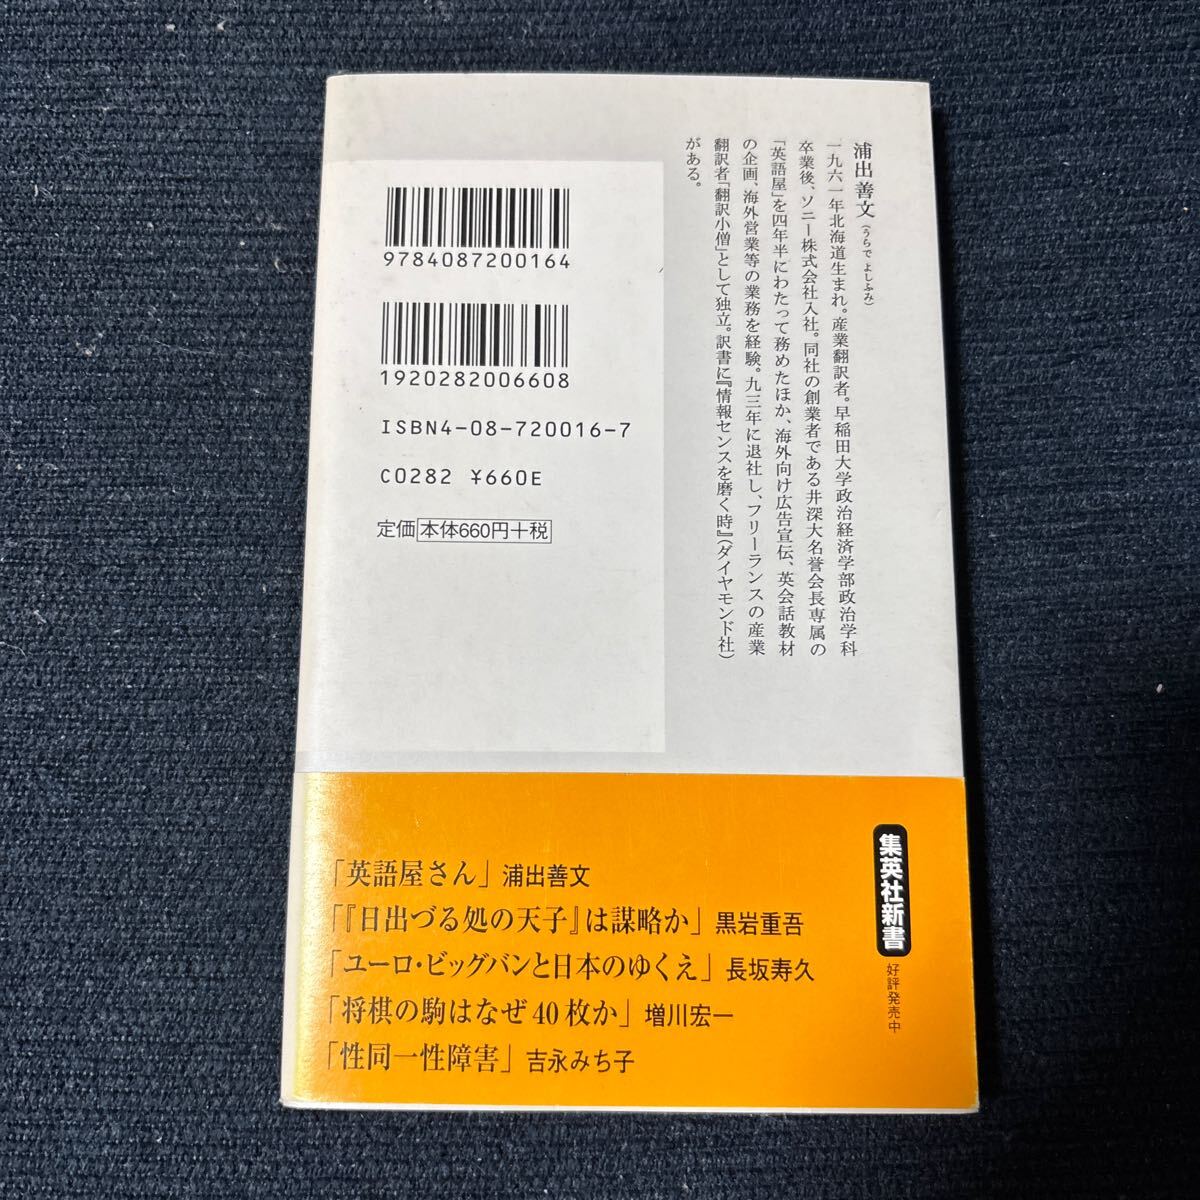 浦出善文（うらで よしふみ）
一九六一年北海道生まれ。産業翻訳者。早稲田大学政治経済学部政治学科
卒業後、ソニー株式会社入社。同社の創業者である井深大名誉会長専属の
「英語屋」を四年半にわたって務めたほか、海外向け広告宣伝、英会話教材
の企画、海外営業等の業務を経験。九三年に退社し、フリーランスの産業
翻訳者「翻訳小僧」として独立。訳書に『情報センスを磨く時』（ダイヤモンド社）
がある。
9784087200164
1920282006608
ISBN4-08-720016-7
C0282 ¥660E
定価 本体660円＋税
集英社新書
好評発売中
「英語屋さん」浦出善文
「『日出づる処の天子』は謀略か」黒岩重吾
「ユーロ・ビッグバンと日本のゆくえ」長坂寿久
「将棋の駒はなぜ40枚か」増川宏一
「性同一性障害」吉永みち子